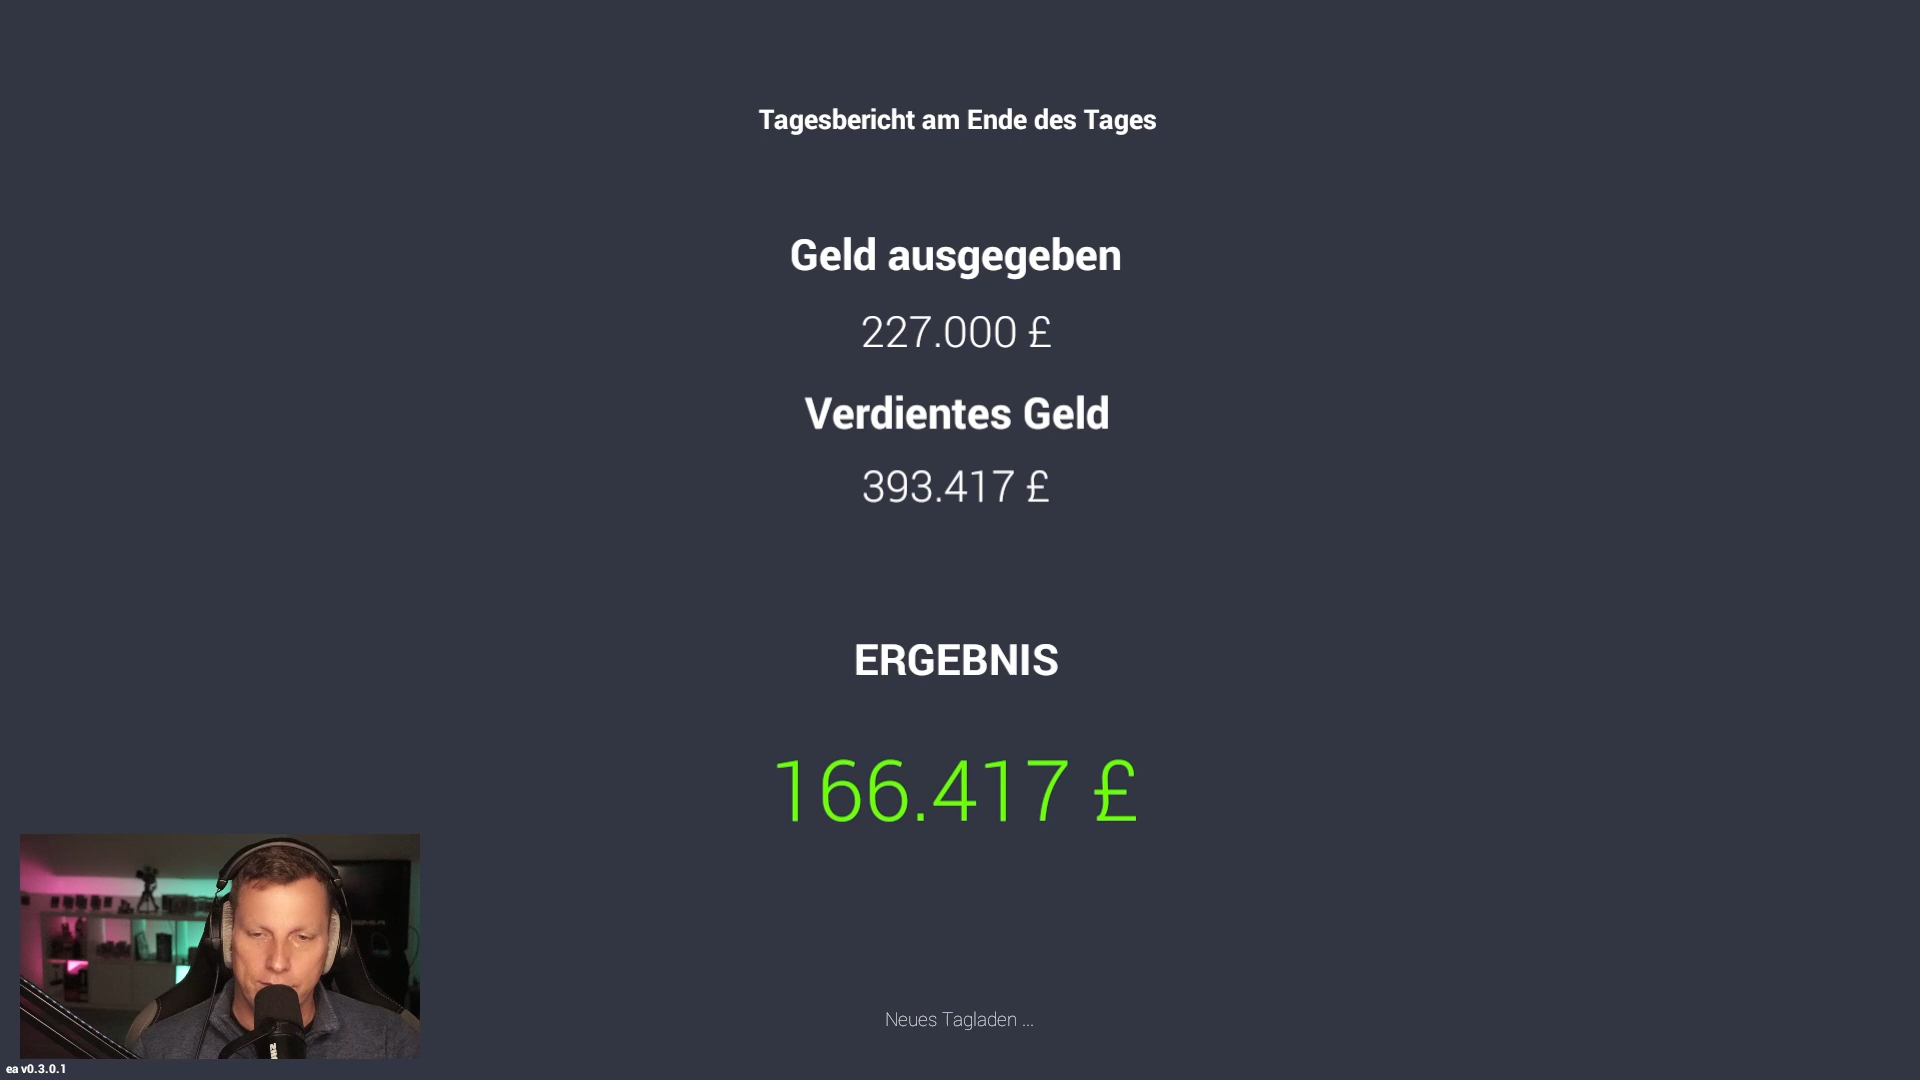 Tagesbericht am Ende des Tages
Geld ausgegeben
227.000 £
Verdientes Geld
393.417 £
ERGEBNIS
166.417 £
Neues Tagladen ...
ea v0.3.0.1